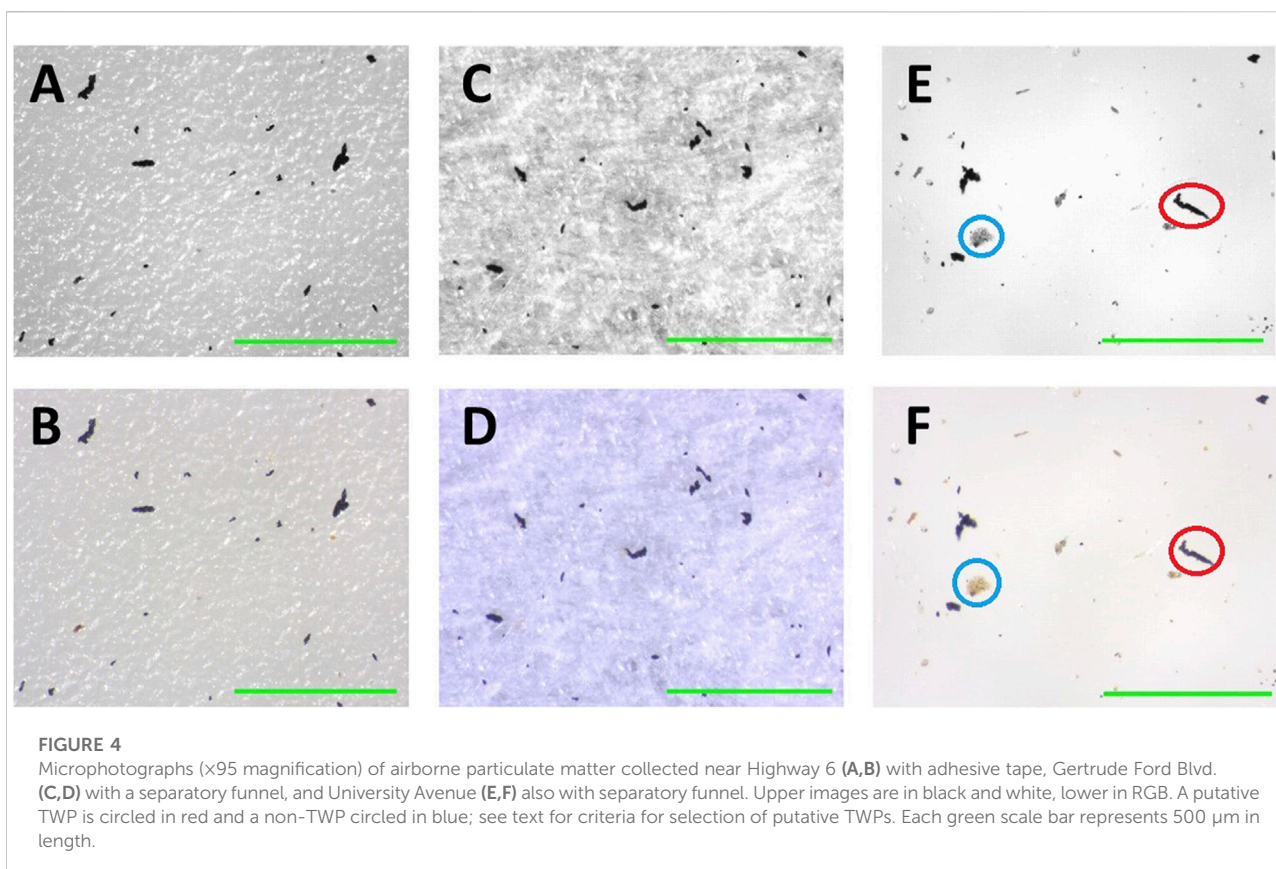 A
C
E
B
D
F
FIGURE 4
Microphotographs (×95 magnification) of airborne particulate matter collected near Highway 6 (A,B) with adhesive tape, Gertrude Ford Blvd.
(C,D) with a separatory funnel, and University Avenue (E,F) also with separatory funnel. Upper images are in black and white, lower in RGB. A putative
TWP is circled in red and a non-TWP circled in blue; see text for criteria for selection of putative TWPs. Each green scale bar represents 500 μm in
length.